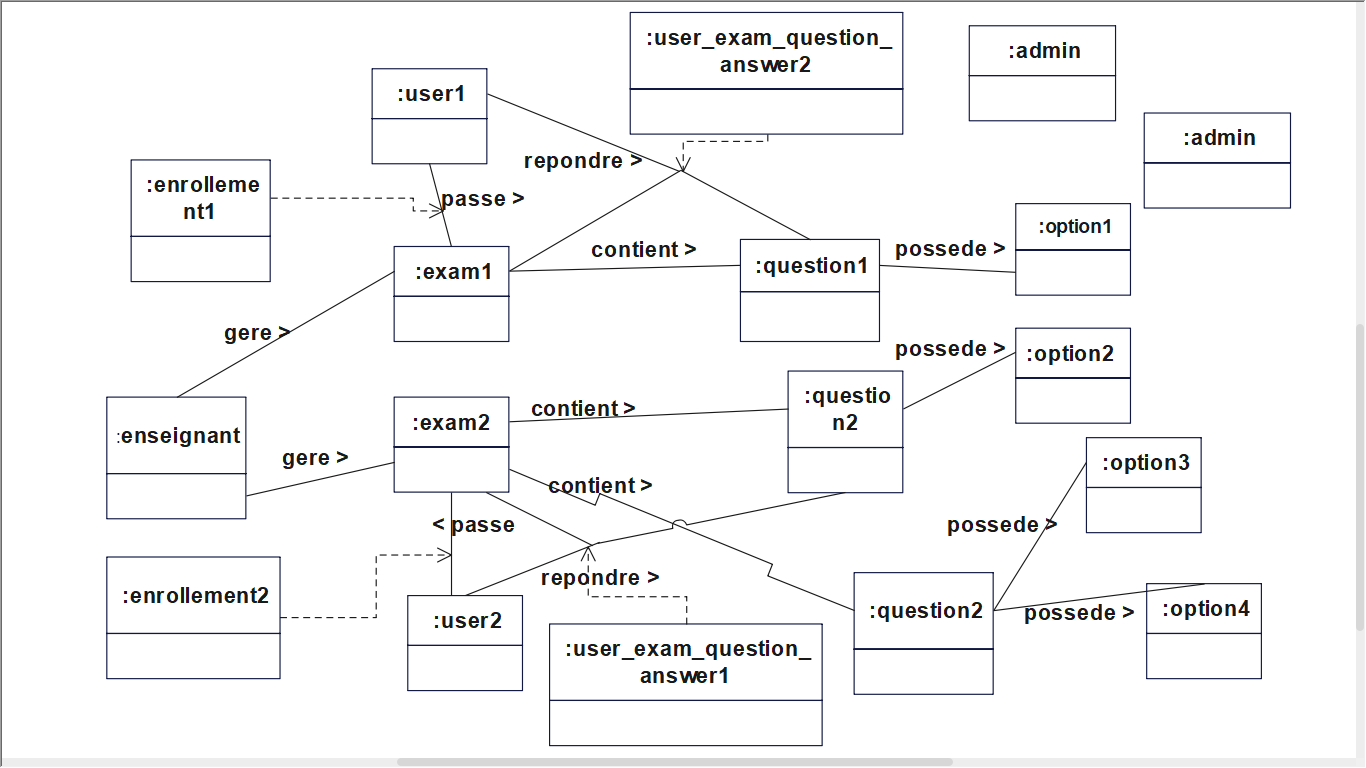 :user_exam_question_
answer2
:admin
:user1
:admin
repondre >
:enrolleme
nt1
passe >
:option1
contient >
possede >
:exam1
:question1
gere >
possede >
:option2
:questio
n2
contient >
:exam2
:enseignant
gere >
:option3
contient >
< passe
possede >
repondre >
:enrollement2
:user2
:question2
possede >
:option4
:user_exam_question_
answer1